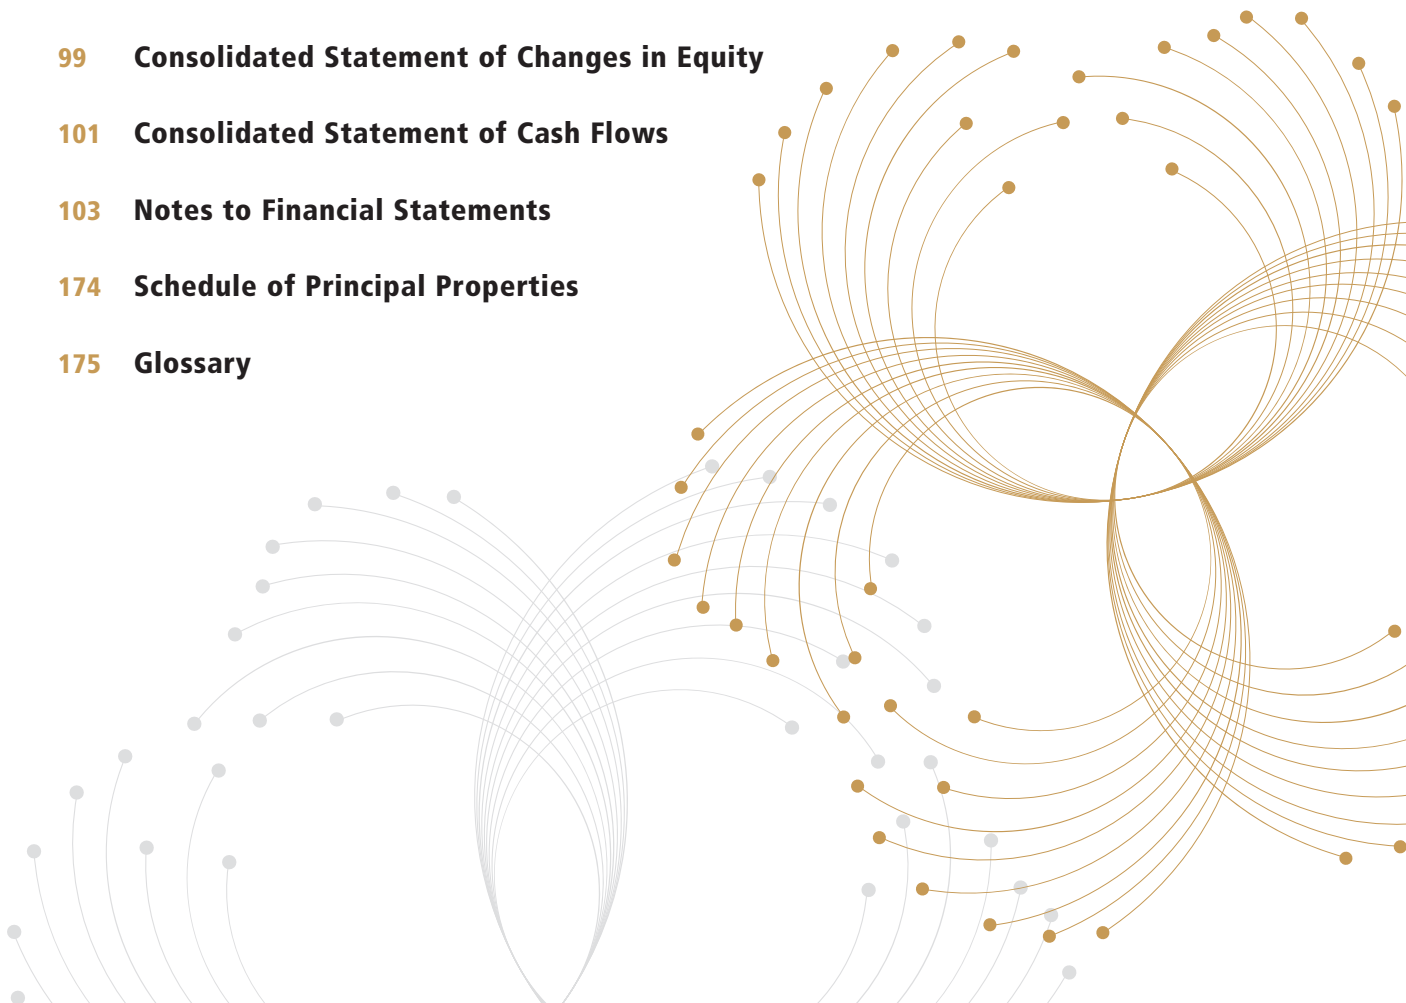 99 Consolidated Statement of Changes in Equity
101 Consolidated Statement of Cash Flows
103 Notes to Financial Statements
174 Schedule of Principal Properties
175 Glossary